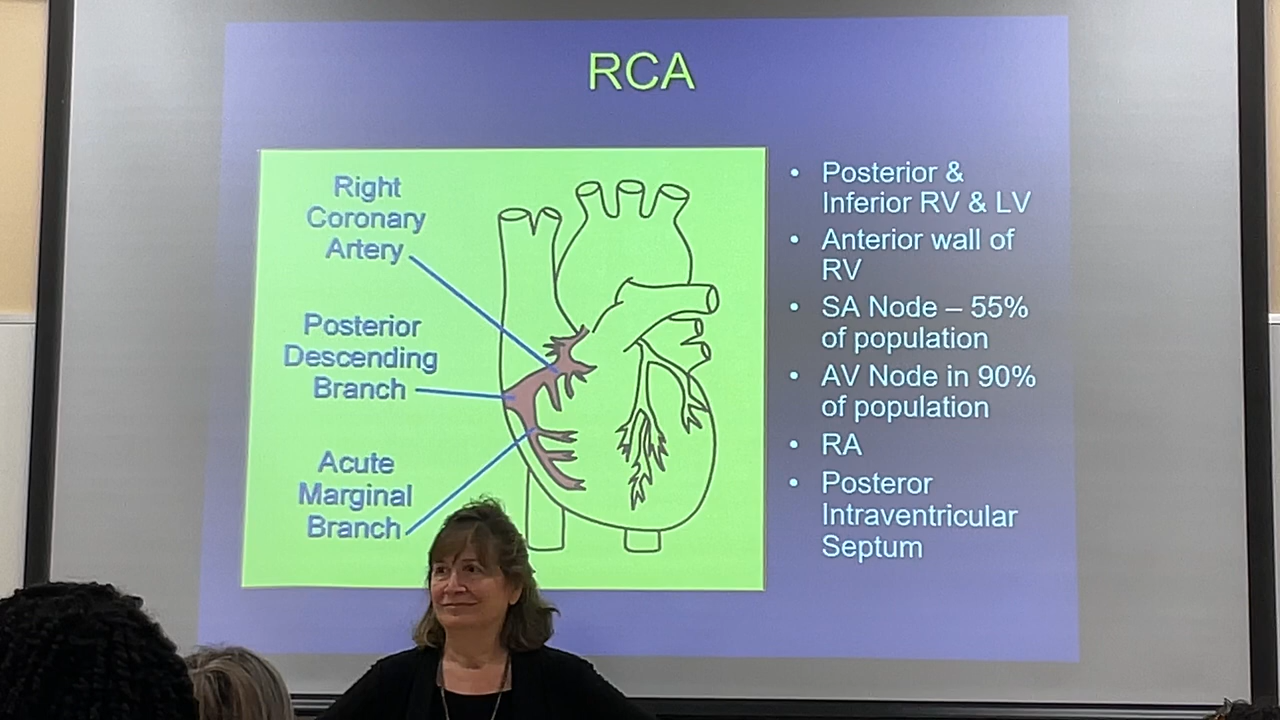 RCA
Right
Coronary
Artery
Posterior
Descending
Branch
Acute
Marginal
Branch
• Posterior &
Inferior RV & LV
• Anterior wall of
RV
• SA Node – 55%
of population
• AV Node in 90%
of population
• RA
• Posteror
Intraventricular
Septum